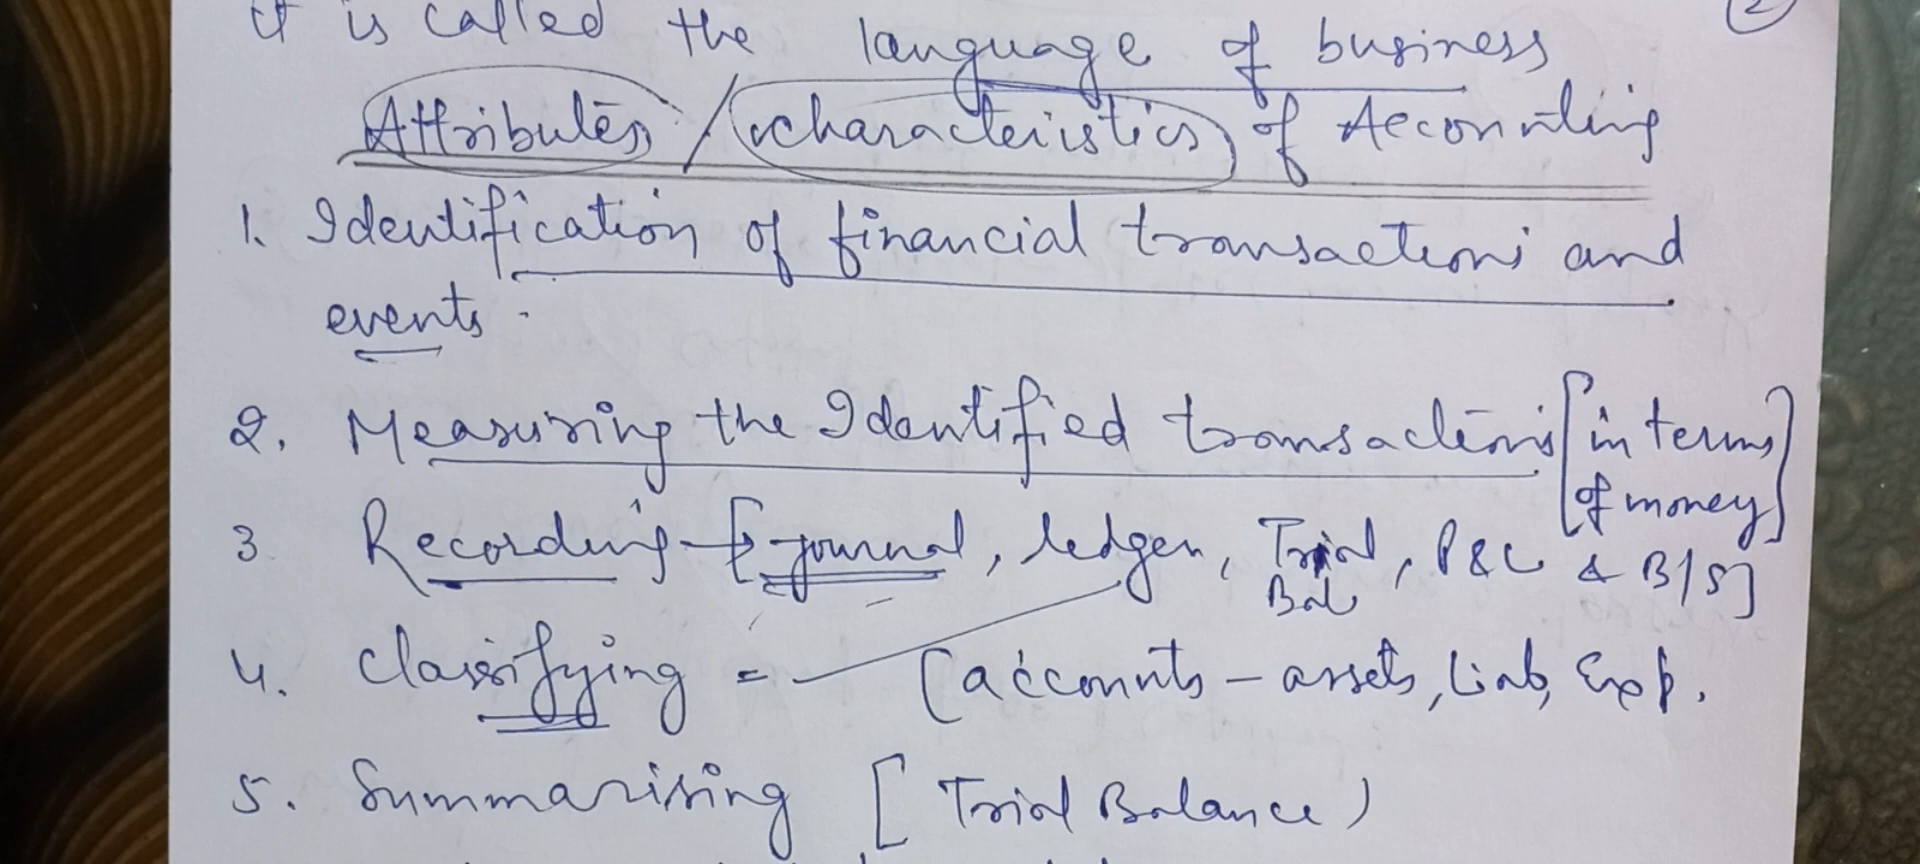 2
it is called the language of business
Attributes / characteristics of Accounting
1. Identification of financial transactions and
events.
2. Measuring the Identified transactions [in terms
of money]
3 Recording - [journal, ledger, Trial Bal, P&L & B/S]
4. Classifying = - [accounts - assets, Liab, Exp.
5. Summarising [Trial Balance)